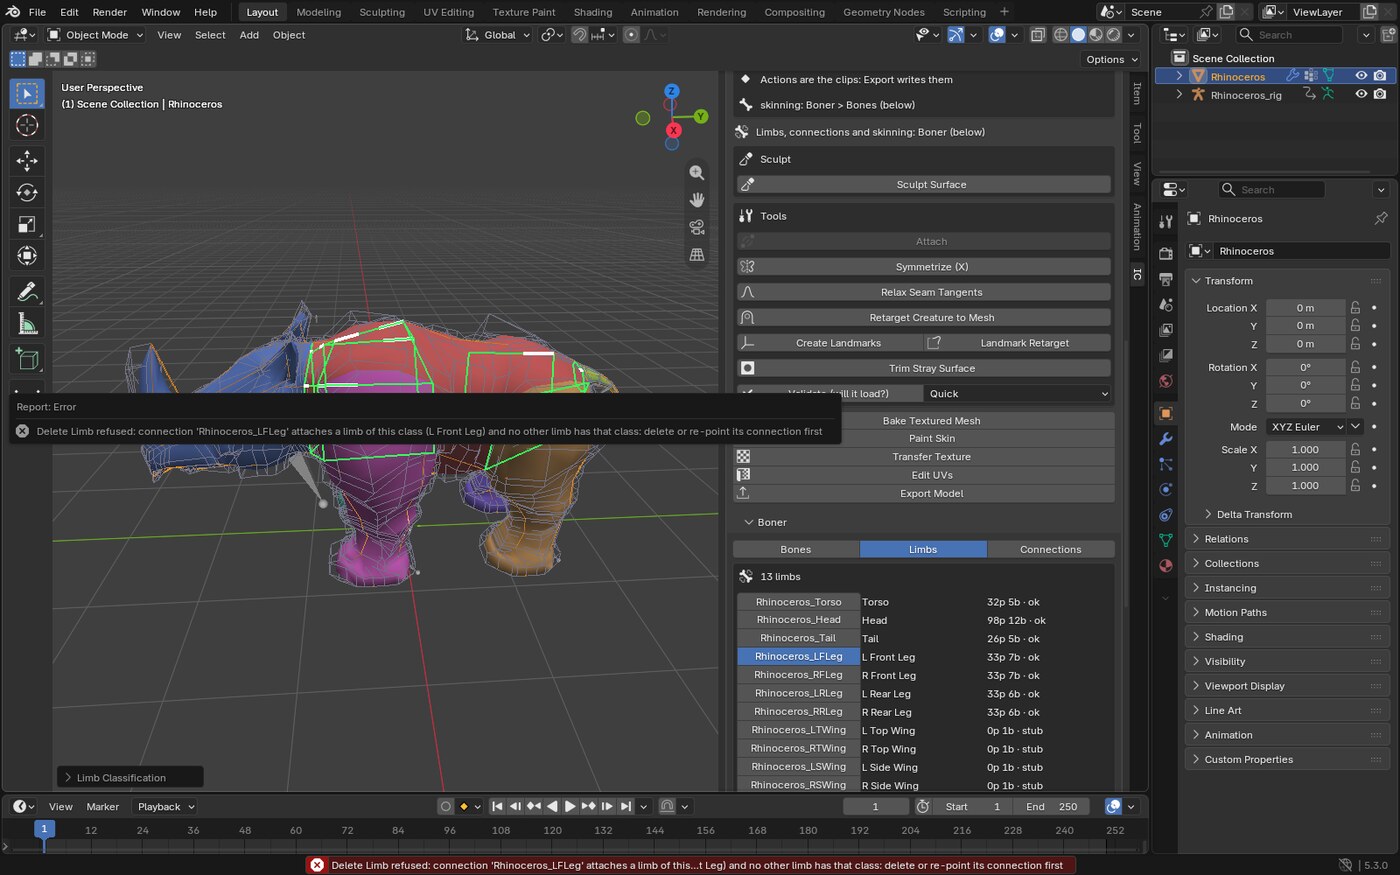 File Edit Render Window Help Layout Modeling Sculpting UV Editing Texture Paint Shading Animation Rendering Compositing Geometry Nodes Scripting Scene ViewLayer
Object Mode View Select Add Object Global
Search
Options
User Perspective
(1) Scene Collection | Rhinoceros
Z
Y
X
Actions are the clips: Export writes them
skinning: Boner > Bones (below)
Limbs, connections and skinning: Boner (below)
Sculpt
Sculpt Surface
Tools
Attach
Symmetrize (X)
Relax Seam Tangents
Retarget Creature to Mesh
Create Landmarks Landmark Retarget
Trim Stray Surface
Quick
Report: Error
Delete Limb refused: connection 'Rhinoceros_LFLeg' attaches a limb of this class (L Front Leg) and no other limb has that class: delete or re-point its connection first
Bake Textured Mesh
Paint Skin
Transfer Texture
Edit UVs
Export Model
Boner
Bones Limbs Connections
13 limbs
Rhinoceros_Torso Torso 32p 5b · ok
Rhinoceros_Head Head 98p 12b · ok
Rhinoceros_Tail Tail 26p 5b · ok
Rhinoceros_LFLeg L Front Leg 33p 7b · ok
Rhinoceros_RFLeg R Front Leg 33p 7b · ok
Rhinoceros_LRLeg L Rear Leg 33p 6b · ok
Rhinoceros_RRLeg R Rear Leg 33p 6b · ok
Rhinoceros_LTWing L Top Wing 0p 1b · stub
Rhinoceros_RTWing R Top Wing 0p 1b · stub
Rhinoceros_LSWing L Side Wing 0p 1b · stub
Rhinoceros_RSWing R Side Wing 0p 1b · stub
Item
Tool
View
Animation
IC
Scene Collection
Rhinoceros
Rhinoceros_rig
Search
Rhinoceros
Rhinoceros
Transform
Location X 0 m
Y 0 m
Z 0 m
Rotation X 0°
Y 0°
Z 0°
Mode XYZ Euler
Scale X 1.000
Y 1.000
Z 1.000
Delta Transform
Relations
Collections
Instancing
Motion Paths
Shading
Visibility
Viewport Display
Line Art
Animation
Custom Properties
Limb Classification
View Marker Playback 1 Start 1 End 250
1 12 24 36 48 60 72 84 96 108 120 132 144 156 168 180 192 204 216 228 240 252
Delete Limb refused: connection 'Rhinoceros_LFLeg' attaches a limb of this...t Leg) and no other limb has that class: delete or re-point its connection first
5.3.0